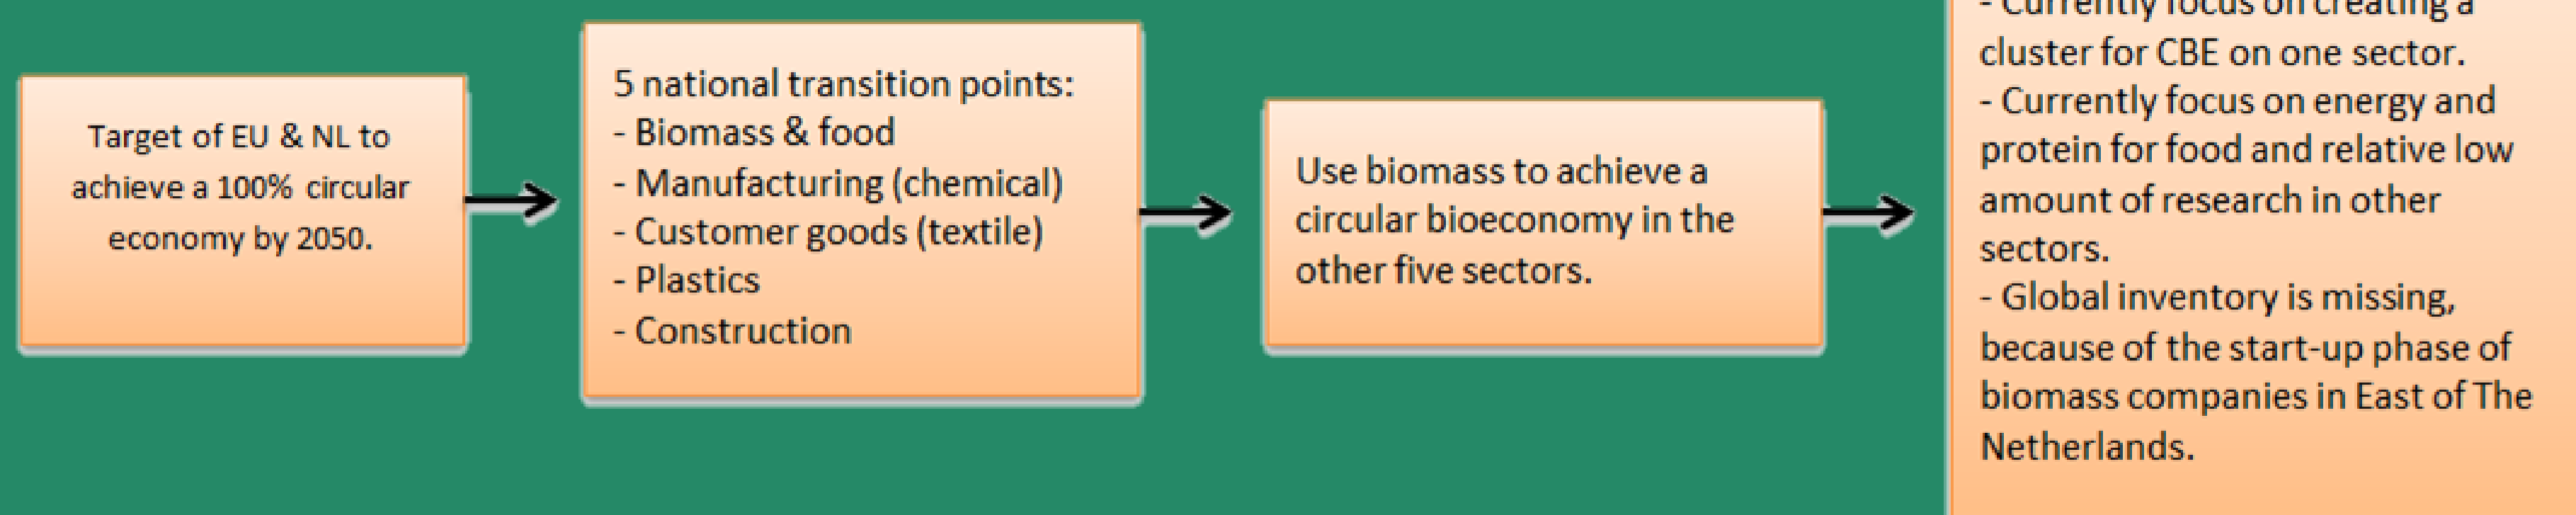 Target of EU & NL to
achieve a 100% circular
economy by 2050.
5 national transition points:
- Biomass & food
- Manufacturing (chemical)
- Customer goods (textile)
- Plastics
- Construction
Use biomass to achieve a
circular bioeconomy in the
other five sectors.
- Currently focus on creating a
cluster for CBE on one sector.
- Currently focus on energy and
protein for food and relative low
amount of research in other
sectors.
- Global inventory is missing,
because of the start-up phase of
biomass companies in East of The
Netherlands.